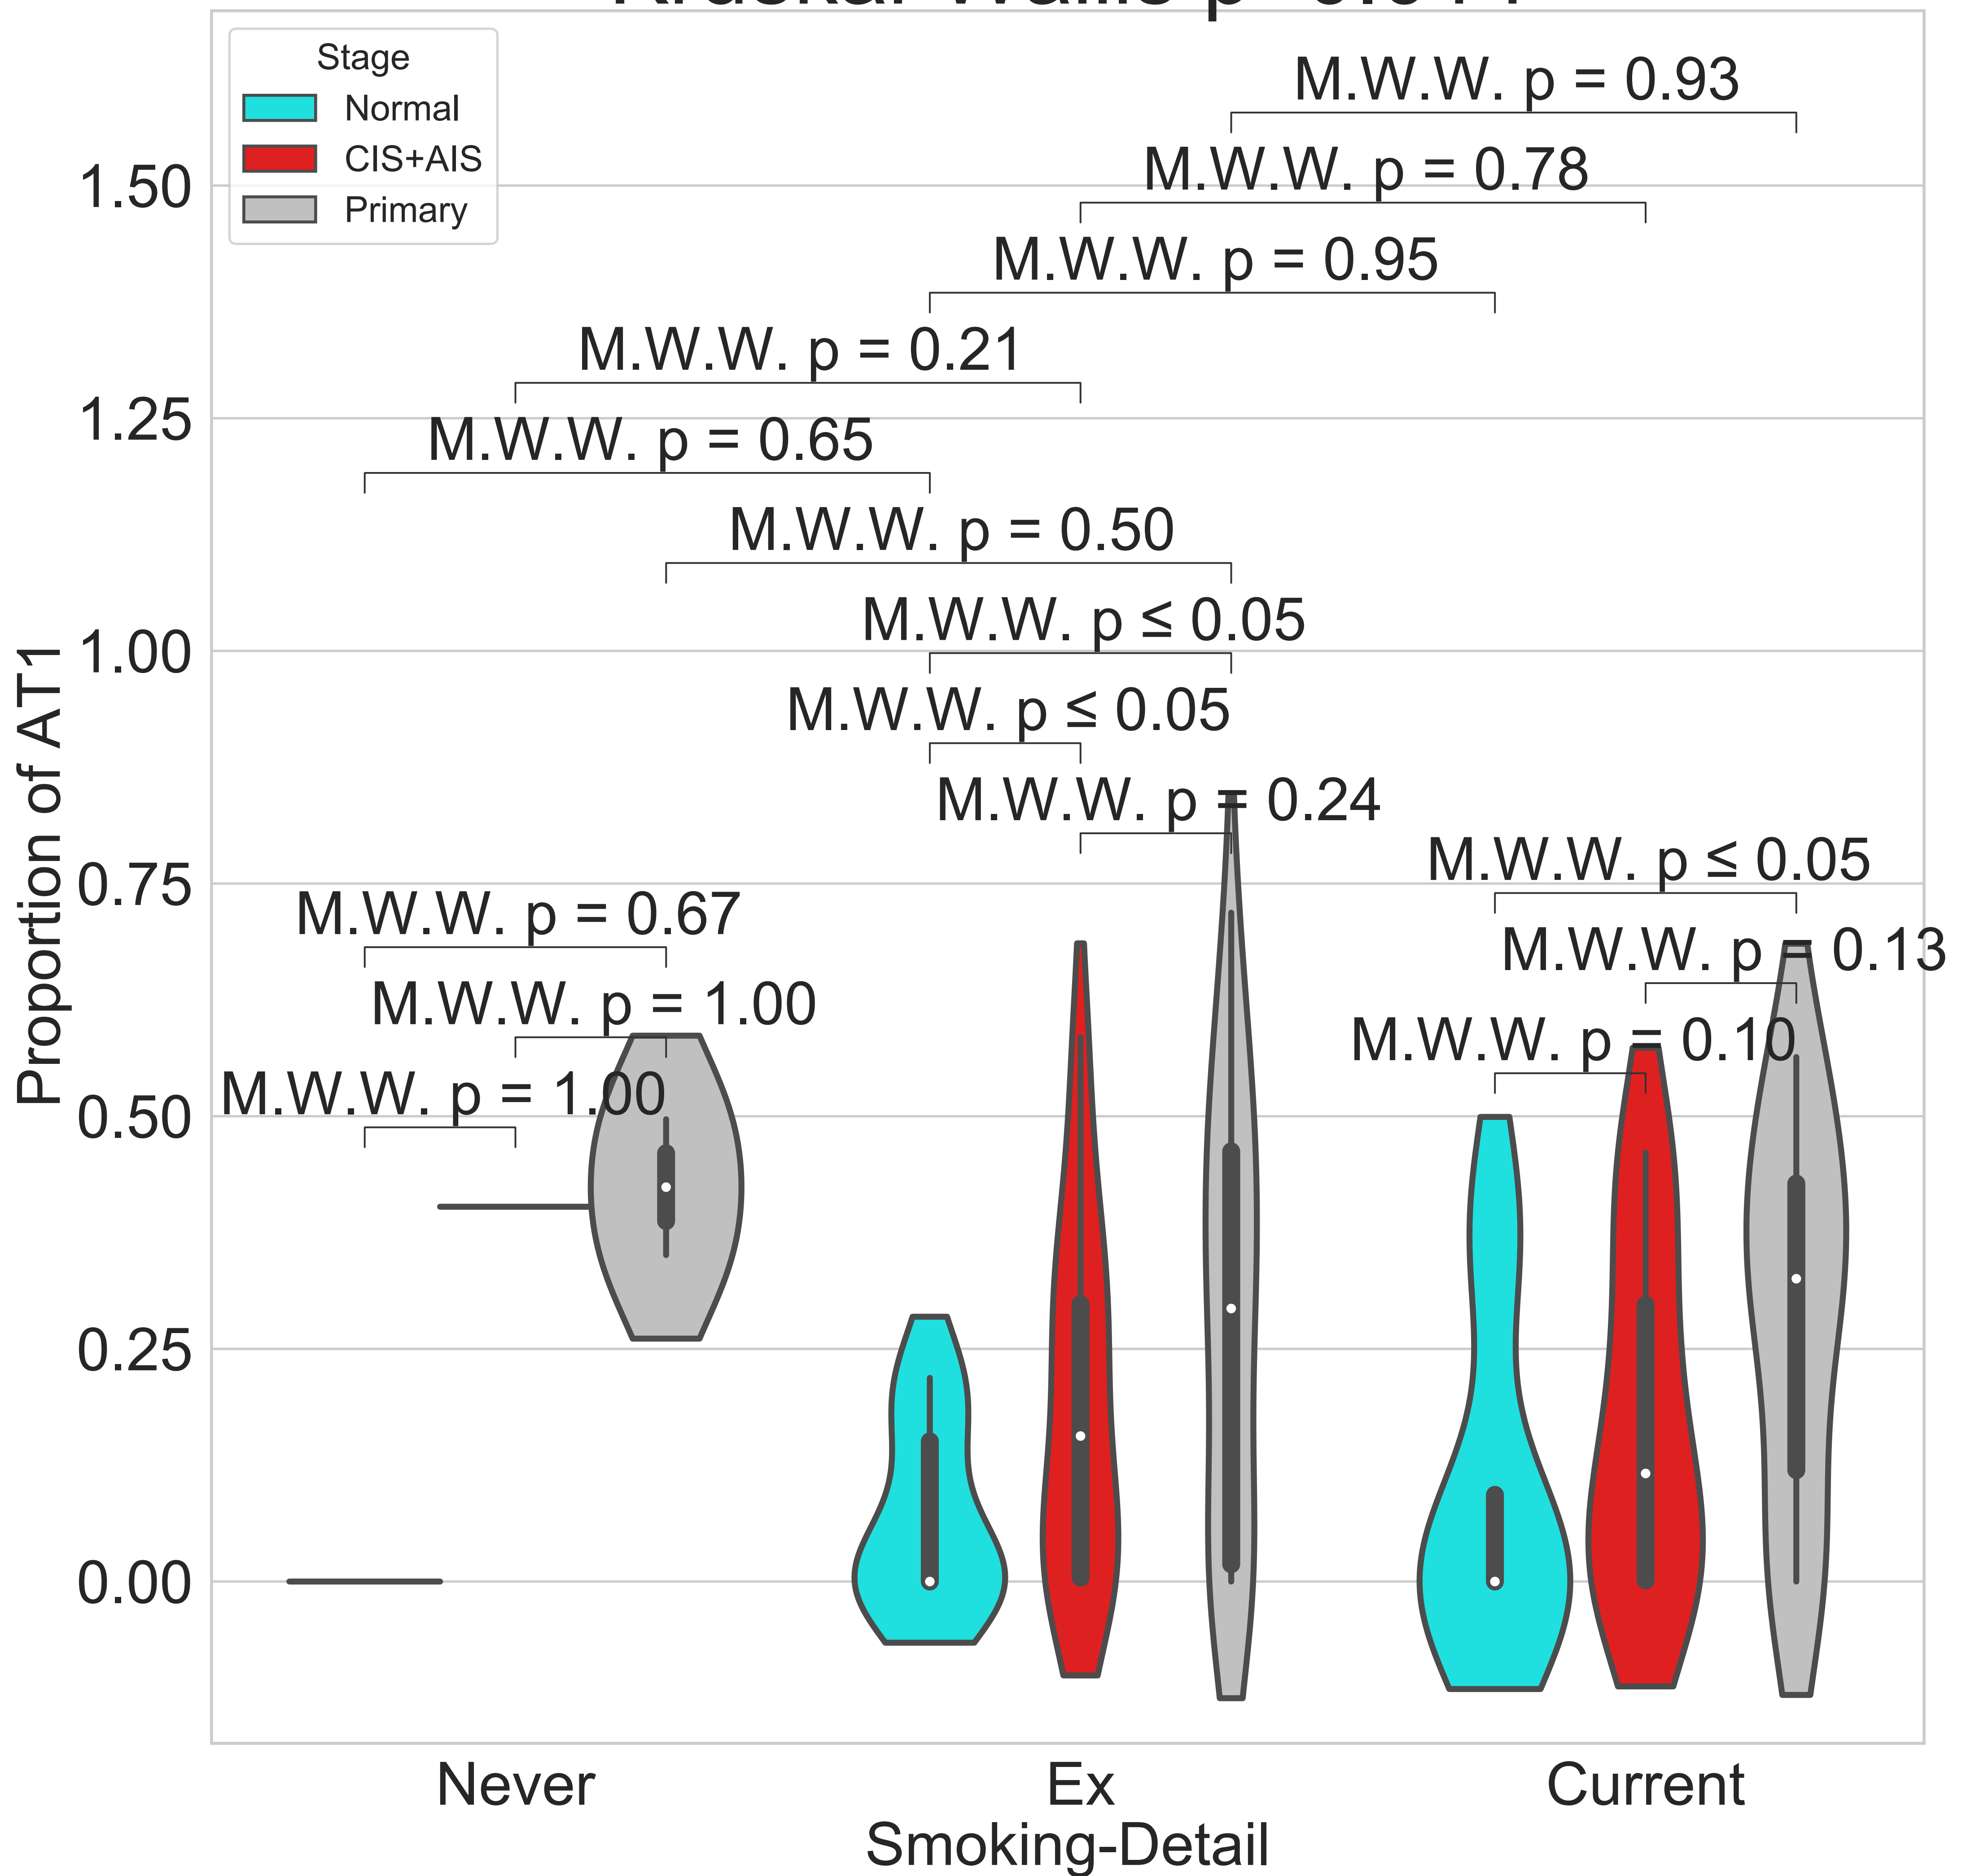 Stage
Normal
CIS+AIS
Primary
M.W.W. p = 0.93
M.W.W. p = 0.78
M.W.W. p = 0.95
M.W.W. p = 0.21
M.W.W. p = 0.65
M.W.W. p = 0.50
M.W.W. p ≤ 0.05
M.W.W. p ≤ 0.05
M.W.W. p = 0.24
M.W.W. p ≤ 0.05
M.W.W. p = 0.67
M.W.W. p = 0.13
M.W.W. p = 1.00
M.W.W. p = 0.10
M.W.W. p = 1.00
Proportion of AT1
1.50
1.25
1.00
0.75
0.50
0.25
0.00
Never Ex Current
Smoking-Detail